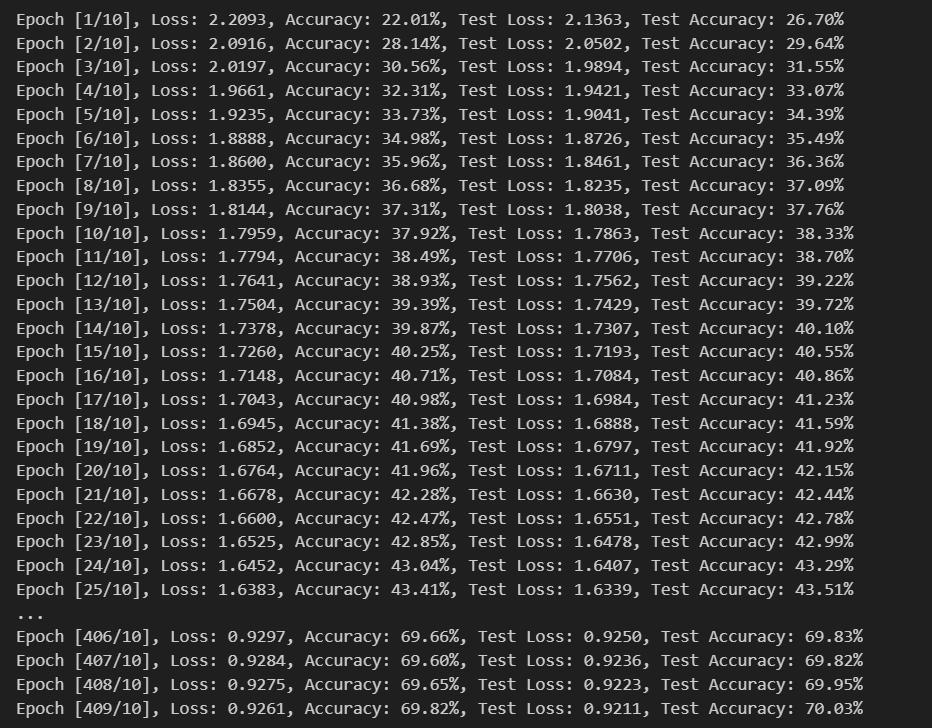 Epoch [1/10], Loss: 2.2093, Accuracy: 22.01%, Test Loss: 2.1363, Test Accuracy: 26.70%
Epoch [2/10], Loss: 2.0916, Accuracy: 28.14%, Test Loss: 2.0502, Test Accuracy: 29.64%
Epoch [3/10], Loss: 2.0197, Accuracy: 30.56%, Test Loss: 1.9894, Test Accuracy: 31.55%
Epoch [4/10], Loss: 1.9661, Accuracy: 32.31%, Test Loss: 1.9421, Test Accuracy: 33.07%
Epoch [5/10], Loss: 1.9235, Accuracy: 33.73%, Test Loss: 1.9041, Test Accuracy: 34.39%
Epoch [6/10], Loss: 1.8888, Accuracy: 34.98%, Test Loss: 1.8726, Test Accuracy: 35.49%
Epoch [7/10], Loss: 1.8600, Accuracy: 35.96%, Test Loss: 1.8461, Test Accuracy: 36.36%
Epoch [8/10], Loss: 1.8355, Accuracy: 36.68%, Test Loss: 1.8235, Test Accuracy: 37.09%
Epoch [9/10], Loss: 1.8144, Accuracy: 37.31%, Test Loss: 1.8038, Test Accuracy: 37.76%
Epoch [10/10], Loss: 1.7959, Accuracy: 37.92%, Test Loss: 1.7863, Test Accuracy: 38.33%
Epoch [11/10], Loss: 1.7794, Accuracy: 38.49%, Test Loss: 1.7706, Test Accuracy: 38.70%
Epoch [12/10], Loss: 1.7641, Accuracy: 38.93%, Test Loss: 1.7562, Test Accuracy: 39.22%
Epoch [13/10], Loss: 1.7504, Accuracy: 39.39%, Test Loss: 1.7429, Test Accuracy: 39.72%
Epoch [14/10], Loss: 1.7378, Accuracy: 39.87%, Test Loss: 1.7307, Test Accuracy: 40.10%
Epoch [15/10], Loss: 1.7260, Accuracy: 40.25%, Test Loss: 1.7193, Test Accuracy: 40.55%
Epoch [16/10], Loss: 1.7148, Accuracy: 40.71%, Test Loss: 1.7084, Test Accuracy: 40.86%
Epoch [17/10], Loss: 1.7043, Accuracy: 40.98%, Test Loss: 1.6984, Test Accuracy: 41.23%
Epoch [18/10], Loss: 1.6945, Accuracy: 41.38%, Test Loss: 1.6888, Test Accuracy: 41.59%
Epoch [19/10], Loss: 1.6852, Accuracy: 41.69%, Test Loss: 1.6797, Test Accuracy: 41.92%
Epoch [20/10], Loss: 1.6764, Accuracy: 41.96%, Test Loss: 1.6711, Test Accuracy: 42.15%
Epoch [21/10], Loss: 1.6678, Accuracy: 42.28%, Test Loss: 1.6630, Test Accuracy: 42.44%
Epoch [22/10], Loss: 1.6600, Accuracy: 42.47%, Test Loss: 1.6551, Test Accuracy: 42.78%
Epoch [23/10], Loss: 1.6525, Accuracy: 42.85%, Test Loss: 1.6478, Test Accuracy: 42.99%
Epoch [24/10], Loss: 1.6452, Accuracy: 43.04%, Test Loss: 1.6407, Test Accuracy: 43.29%
Epoch [25/10], Loss: 1.6383, Accuracy: 43.41%, Test Loss: 1.6339, Test Accuracy: 43.51%
...
Epoch [406/10], Loss: 0.9297, Accuracy: 69.66%, Test Loss: 0.9250, Test Accuracy: 69.83%
Epoch [407/10], Loss: 0.9284, Accuracy: 69.60%, Test Loss: 0.9236, Test Accuracy: 69.82%
Epoch [408/10], Loss: 0.9275, Accuracy: 69.65%, Test Loss: 0.9223, Test Accuracy: 69.95%
Epoch [409/10], Loss: 0.9261, Accuracy: 69.82%, Test Loss: 0.9211, Test Accuracy: 70.03%